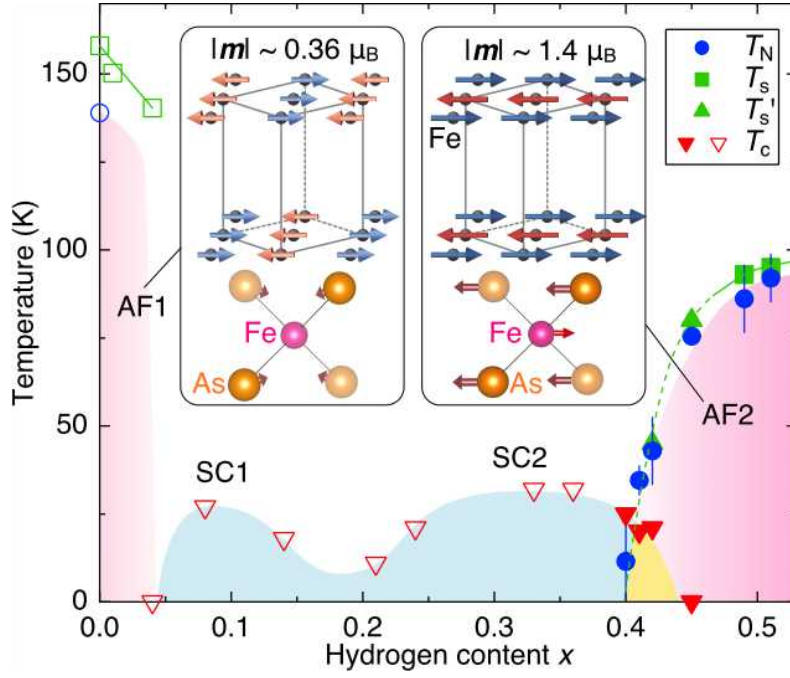 150
100
50
0
Temperature (K)
0.0
0.1
0.2
0.3
0.4
0.5
Hydrogen content x
|m| ~ 0.36 μB
|m| ~ 1.4 μB
Fe
Fe
As
Fe
As
AF1
AF2
SC1
SC2
TN
Ts
Ts'
Tc